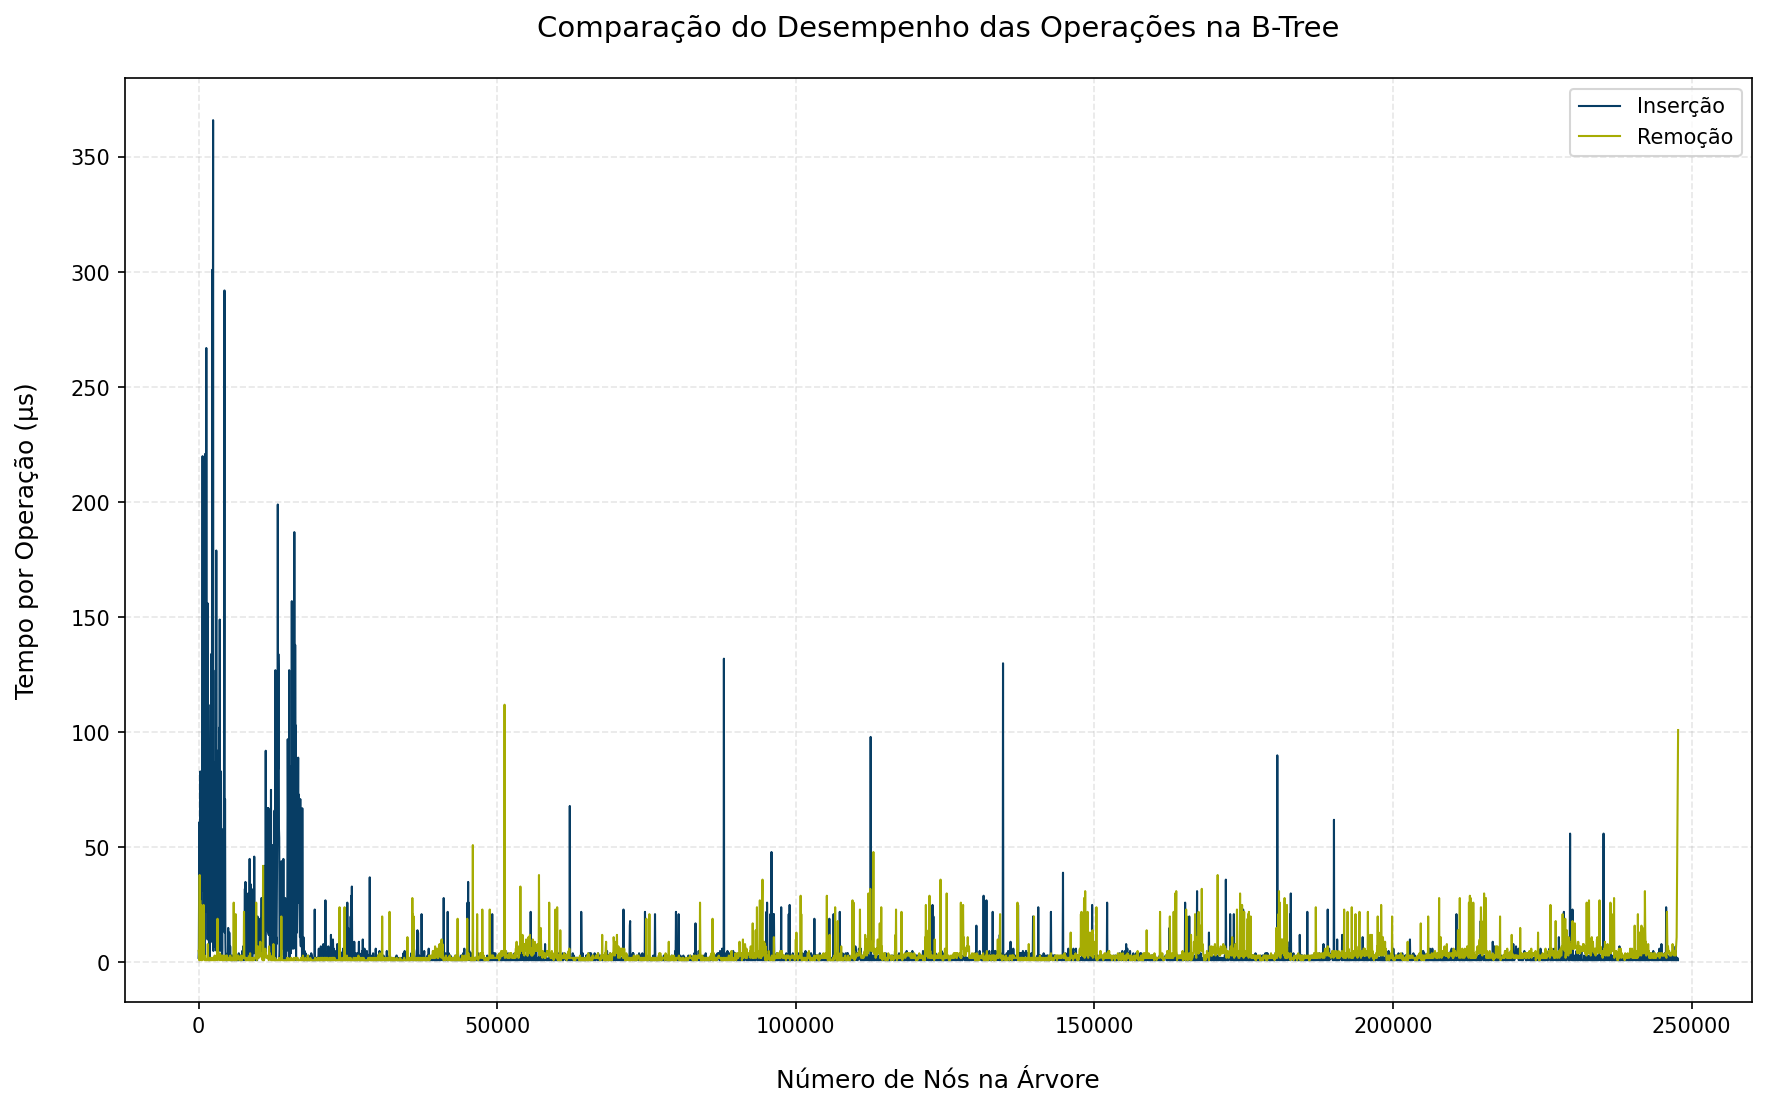 Comparação do Desempenho das Operações na B-Tree
Inserção
Remoção
Tempo por Operação (µs)
350
300
250
200
150
100
50
0
0 50000 100000 150000 200000 250000
Número de Nós na Árvore